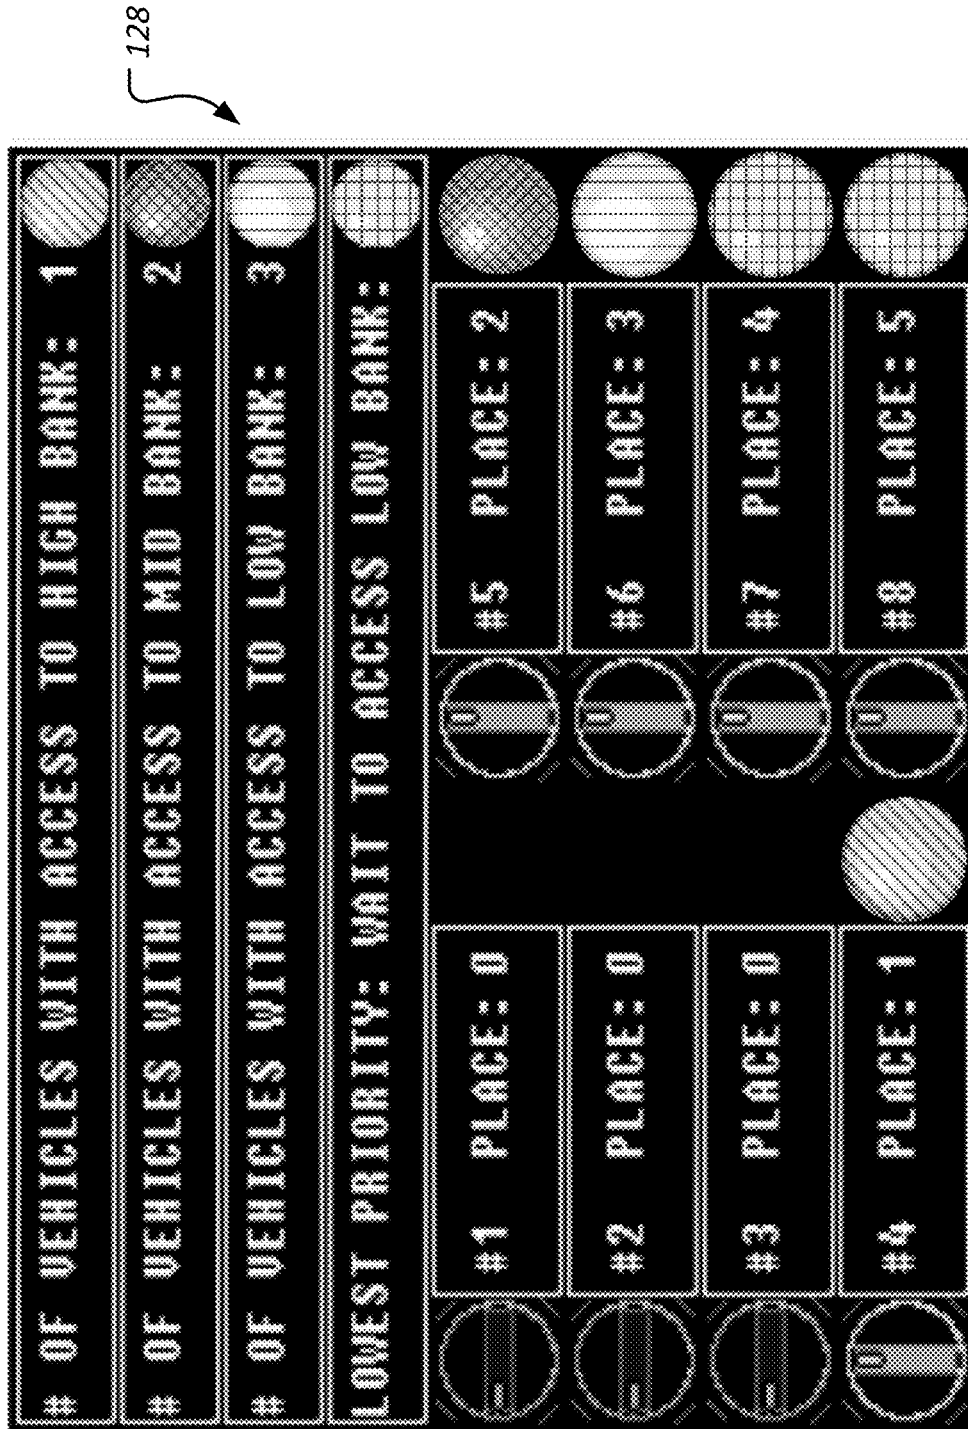 128
# OF VEHICLES WITH ACCESS TO HIGH BANK: 1
# OF VEHICLES WITH ACCESS TO MID BANK: 2
# OF VEHICLES WITH ACCESS TO LOW BANK: 3
LOWEST PRIORITY: WAIT TO ACCESS LOW BANK:
#1 PLACE: 0
#5 PLACE: 2
#2 PLACE: 0
#6 PLACE: 3
#3 PLACE: 0
#7 PLACE: 4
#4 PLACE: 1
#8 PLACE: 5